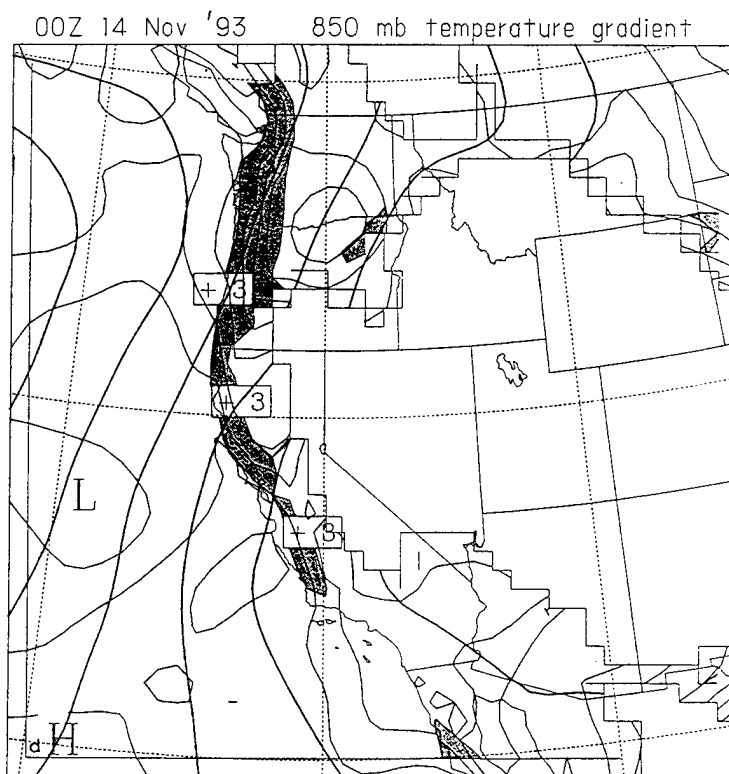 00Z 14 Nov '93 850 mb temperature gradient
+ 3
+ 3
L
+ 3
d H